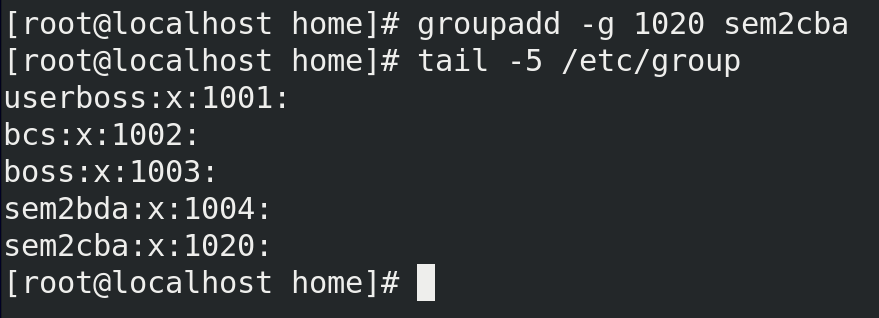 [root@localhost home]# groupadd -g 1020 sem2cba
[root@localhost home]# tail -5 /etc/group
userboss:x:1001:
bcs:x:1002:
boss:x:1003:
sem2bda:x:1004:
sem2cba:x:1020:
[root@localhost home]#